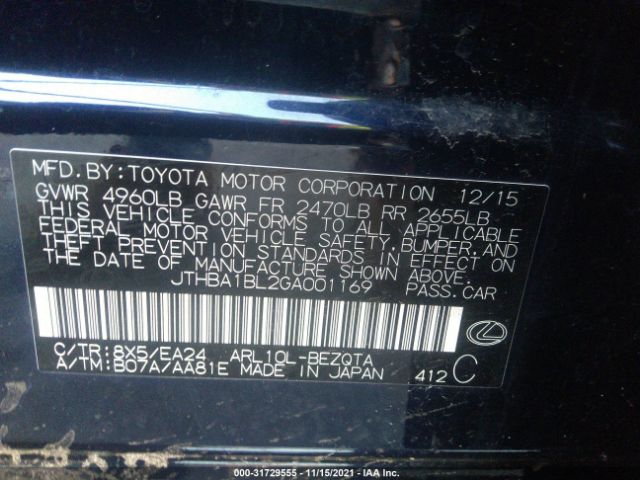 MFD. BY: TOYOTA MOTOR CORPORATION 12/15
GVWR 4960LB GAWR FR 2470LB RR 2655LB
THIS VEHICLE CONFORMS TO ALL APPLICABLE
FEDERAL MOTOR VEHICLE SAFETY, BUMPER, AND
THEFT PREVENTION STANDARDS IN EFFECT ON
THE DATE OF MANUFACTURE SHOWN ABOVE.
JTHBA1BL2GA001169 PASS. CAR
C/TR: 8X5/EA24 ARL10L-BEZQTA
A/TM: B07A/AA81E MADE IN JAPAN 412 C
000-31729555 - 11/15/2021 - IAA Inc.